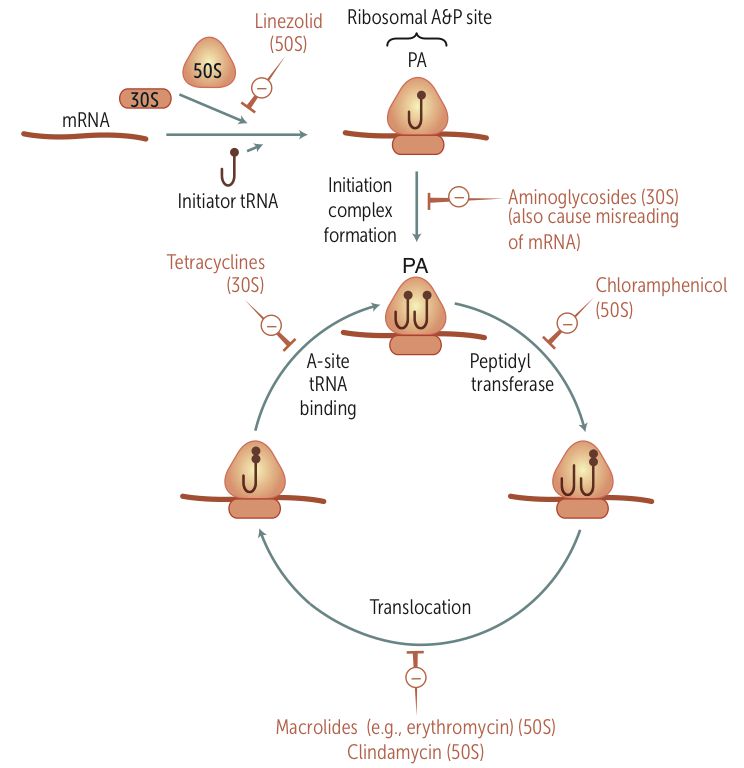 Linezolid
(50S)
Ribosomal A&P site
PA
50S
30S
mRNA
Initiator tRNA
Initiation
complex
formation
Aminoglycosides (30S)
(also cause misreading
of mRNA)
PA
Tetracyclines
(30S)
Chloramphenicol
(50S)
A-site
tRNA
binding
Peptidyl
transferase
Translocation
Macrolides (e.g., erythromycin) (50S)
Clindamycin (50S)